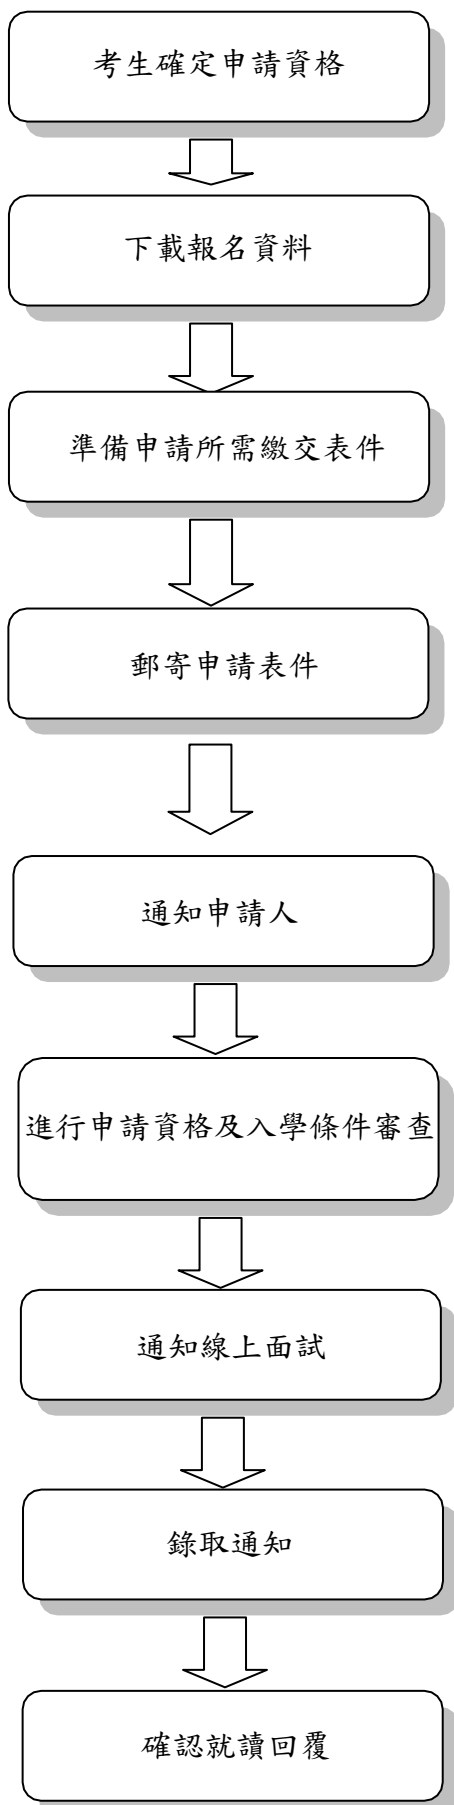 考生確定申請資格
下載報名資料
準備申請所需繳交表件
郵寄申請表件
通知申請人
進行申請資格及入學條件審查
通知線上面試
錄取通知
確認就讀回覆